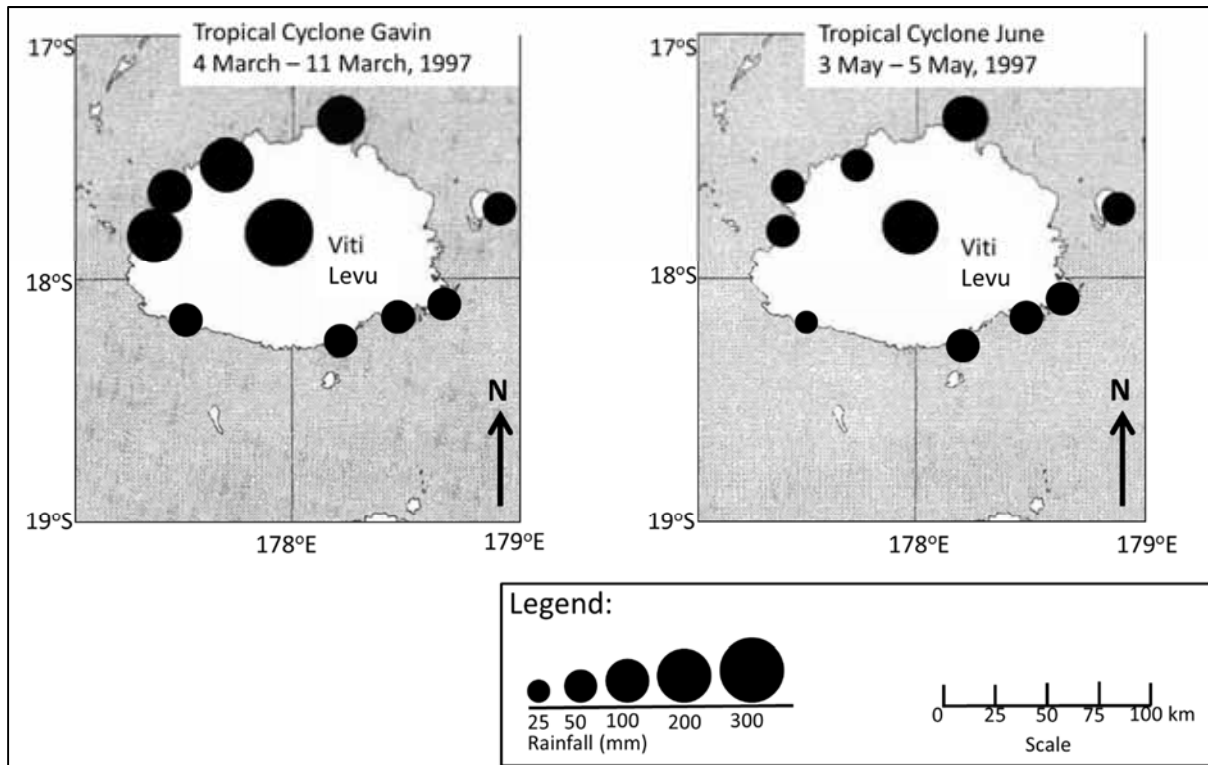 Tropical Cyclone Gavin
4 March – 11 March, 1997
17°S
18°S
19°S
Viti
Levu
N
178°E
179°E
Tropical Cyclone June
3 May – 5 May, 1997
17°S
18°S
19°S
Viti
Levu
N
178°E
179°E
Legend:
25 50 100 200 300
Rainfall (mm)
0 25 50 75 100 km
Scale